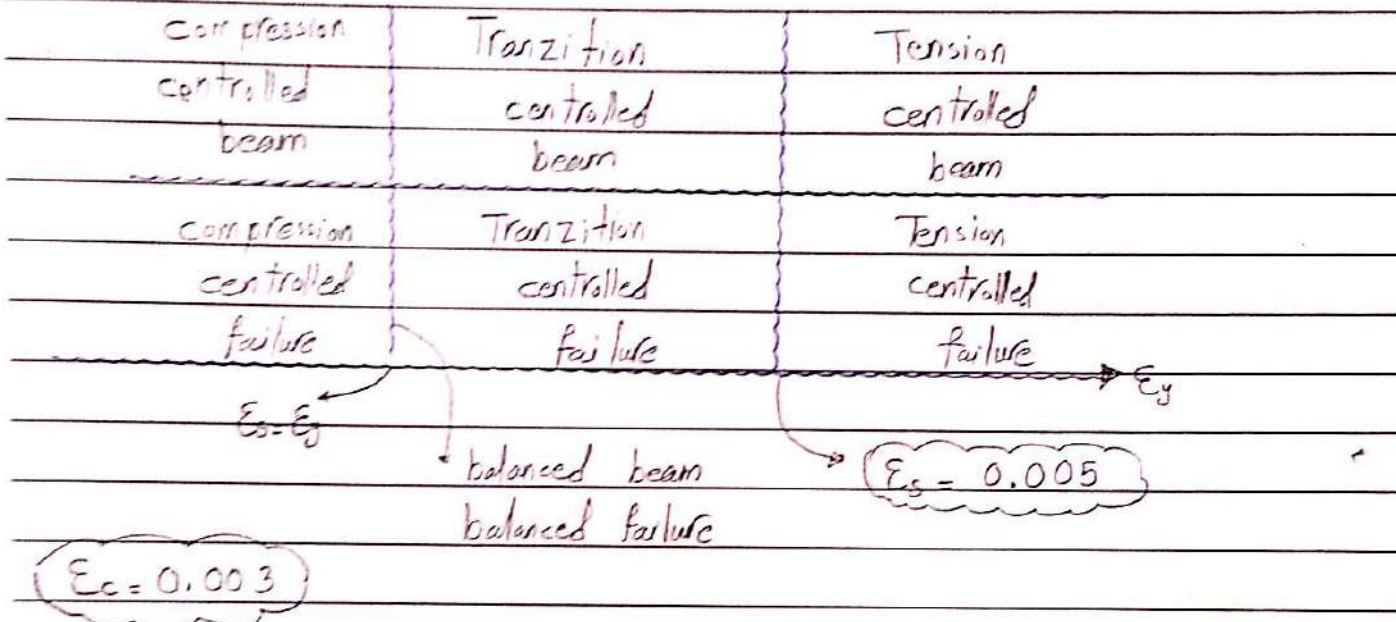 compression Tranzition Tension
controlled controlled controlled
beam beam beam
compression Tranzition Tension
controlled controlled controlled
failure failure failure
εy
εs = εy
balanced beam
εs = 0.005
balanced failure
εc = 0.003